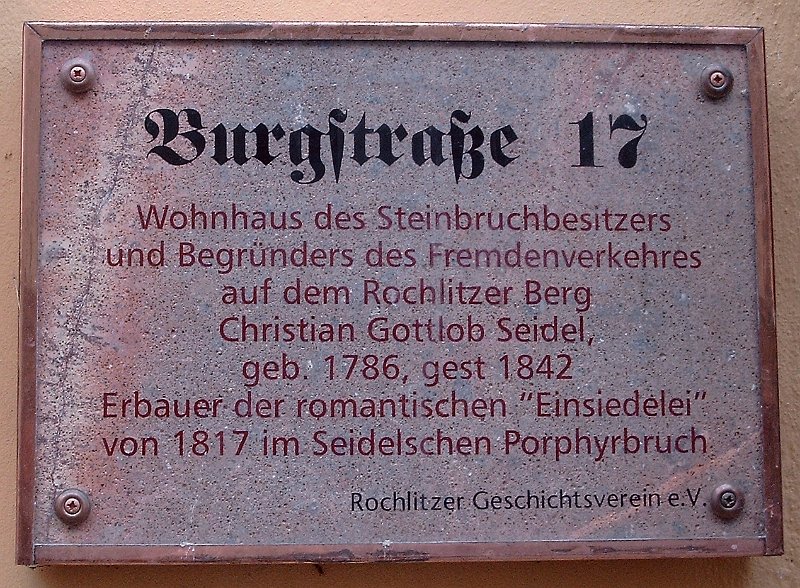 Burgstraße 17
Wohnhaus des Steinbruchbesitzers
und Begründers des Fremdenverkehres
auf dem Rochlitzer Berg
Christian Gottlob Seidel,
geb. 1786, gest 1842
Erbauer der romantischen "Einsiedelei"
von 1817 im Seidelschen Porphyrbruch
Rochlitzer Geschichtsverein e.V.